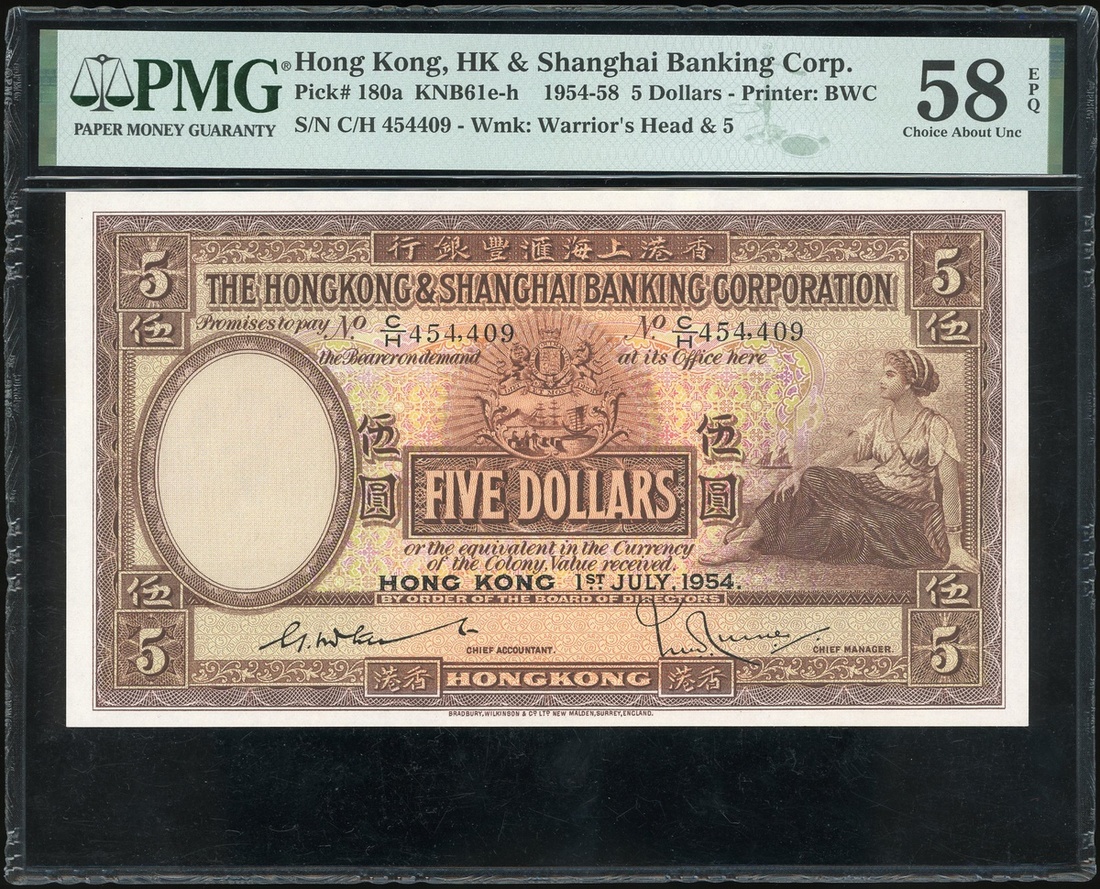 PMG®
PAPER MONEY GUARANTY
Hong Kong, HK & Shanghai Banking Corp.
Pick# 180a KNB61e-h 1954-58 5 Dollars - Printer: BWC
S/N C/H 454409 - Wmk: Warrior's Head & 5
58
EPQ
Choice About Unc
行銀豐滙海上港香
5 5
THE HONGKONG & SHANGHAI BANKING CORPORATION
伍 伍
Promises to pay No. C/H 454,409 No C/H 454,409
the Bearer on demand at its Office here
伍圓 伍圓
FIVE DOLLARS
or the equivalent in the Currency
of the Colony, Value received.
HONG KONG 1ST JULY, 1954.
BY ORDER OF THE BOARD OF DIRECTORS
伍 伍
5 5
CHIEF ACCOUNTANT. CHIEF MANAGER.
港香 HONGKONG 港香
BRADBURY, WILKINSON & CO. LTD NEW MALDEN, SURREY, ENGLAND.